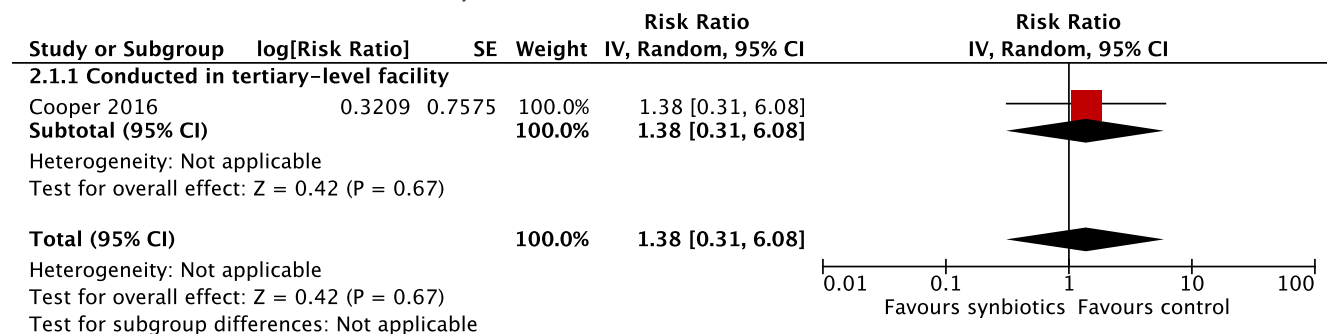 Risk Ratio Risk Ratio
Study or Subgroup log[Risk Ratio] SE Weight IV, Random, 95% CI IV, Random, 95% CI
2.1.1 Conducted in tertiary-level facility
Cooper 2016 0.3209 0.7575 100.0% 1.38 [0.31, 6.08]
Subtotal (95% CI) 100.0% 1.38 [0.31, 6.08]
Heterogeneity: Not applicable
Test for overall effect: Z = 0.42 (P = 0.67)
Total (95% CI) 100.0% 1.38 [0.31, 6.08]
Heterogeneity: Not applicable
Test for overall effect: Z = 0.42 (P = 0.67)
Test for subgroup differences: Not applicable
0.01 0.1 1 10 100
Favours synbiotics Favours control